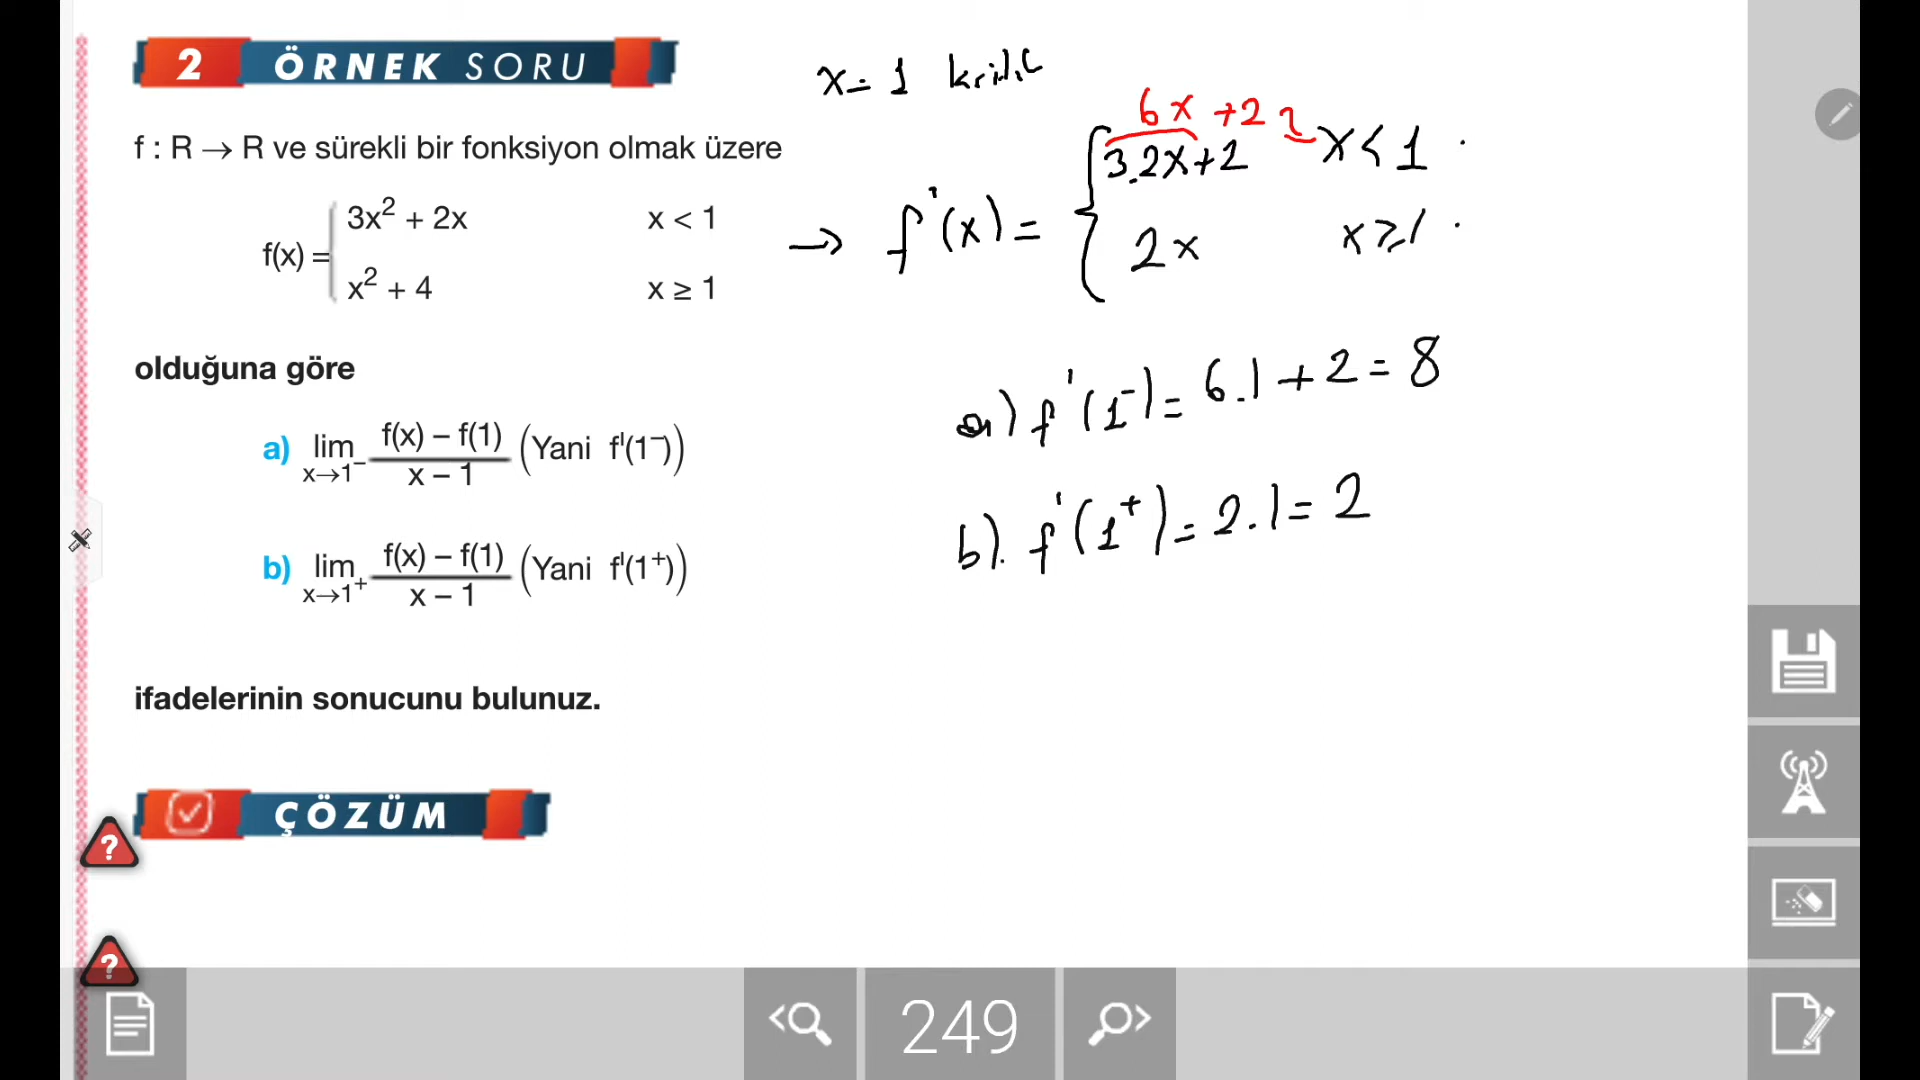 2 ÖRNEK SORU
f : R → R ve sürekli bir fonksiyon olmak üzere
f(x) = { 3x² + 2x x < 1
x² + 4 x ≥ 1
olduğuna göre
a) lim x→1⁻ f(x) – f(1) / x – 1 (Yani f'(1⁻))
b) lim x→1⁺ f(x) – f(1) / x – 1 (Yani f'(1⁺))
ifadelerinin sonucunu bulunuz.
ÇÖZÜM
x = 1 kritik
6x + 2
→ f'(x) = { 3.2x + 2 x < 1
2x x ≥ 1
a) f'(1⁻) = 6.1 + 2 = 8
b) f'(1⁺) = 2.1 = 2
?
?
249